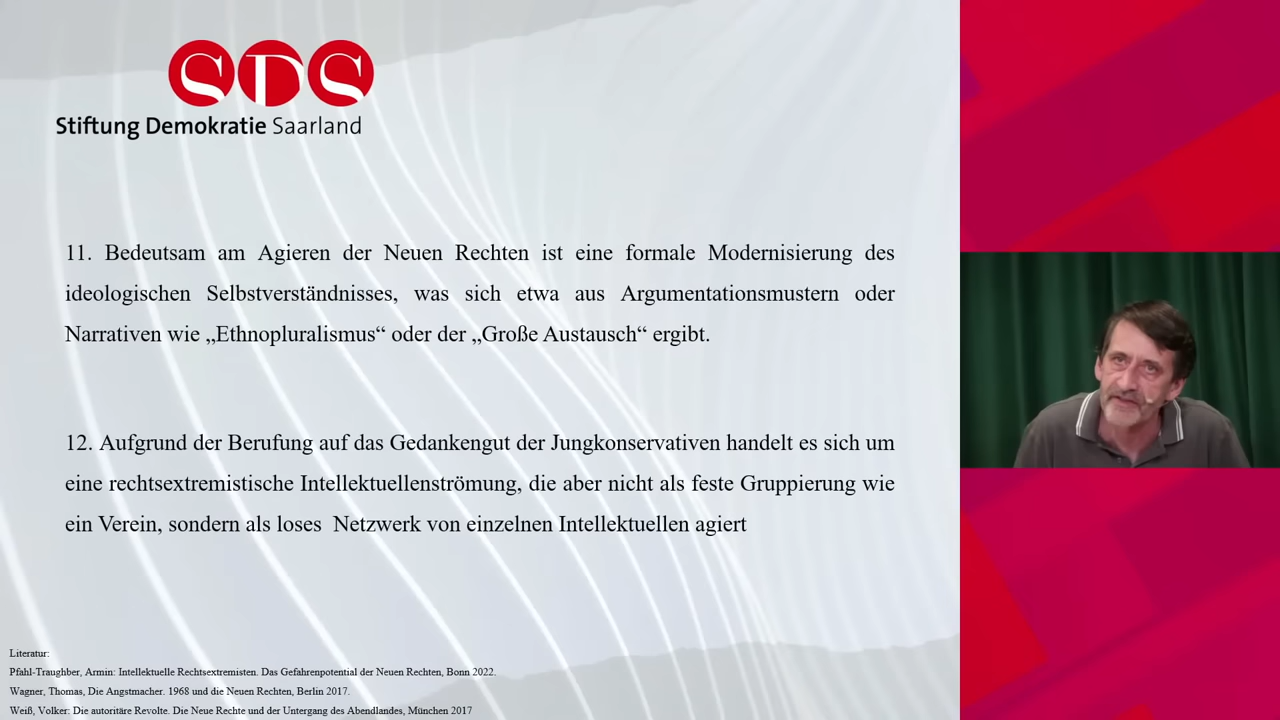 SDS
Stiftung Demokratie Saarland
11. Bedeutsam am Agieren der Neuen Rechten ist eine formale Modernisierung des
ideologischen Selbstverständnisses, was sich etwa aus Argumentationsmustern oder
Narrativen wie „Ethnopluralismus“ oder der „Große Austausch“ ergibt.
12. Aufgrund der Berufung auf das Gedankengut der Jungkonservativen handelt es sich um
eine rechtsextremistische Intellektuellenströmung, die aber nicht als feste Gruppierung wie
ein Verein, sondern als loses  Netzwerk von einzelnen Intellektuellen agiert
Literatur:
Pfahl-Traughber, Armin: Intellektuelle Rechtsextremisten. Das Gefahrenpotential der Neuen Rechten, Bonn 2022.
Wagner, Thomas, Die Angstmacher. 1968 und die Neuen Rechten, Berlin 2017.
Weiß, Volker: Die autoritäre Revolte. Die Neue Rechte und der Untergang des Abendlandes, München 2017